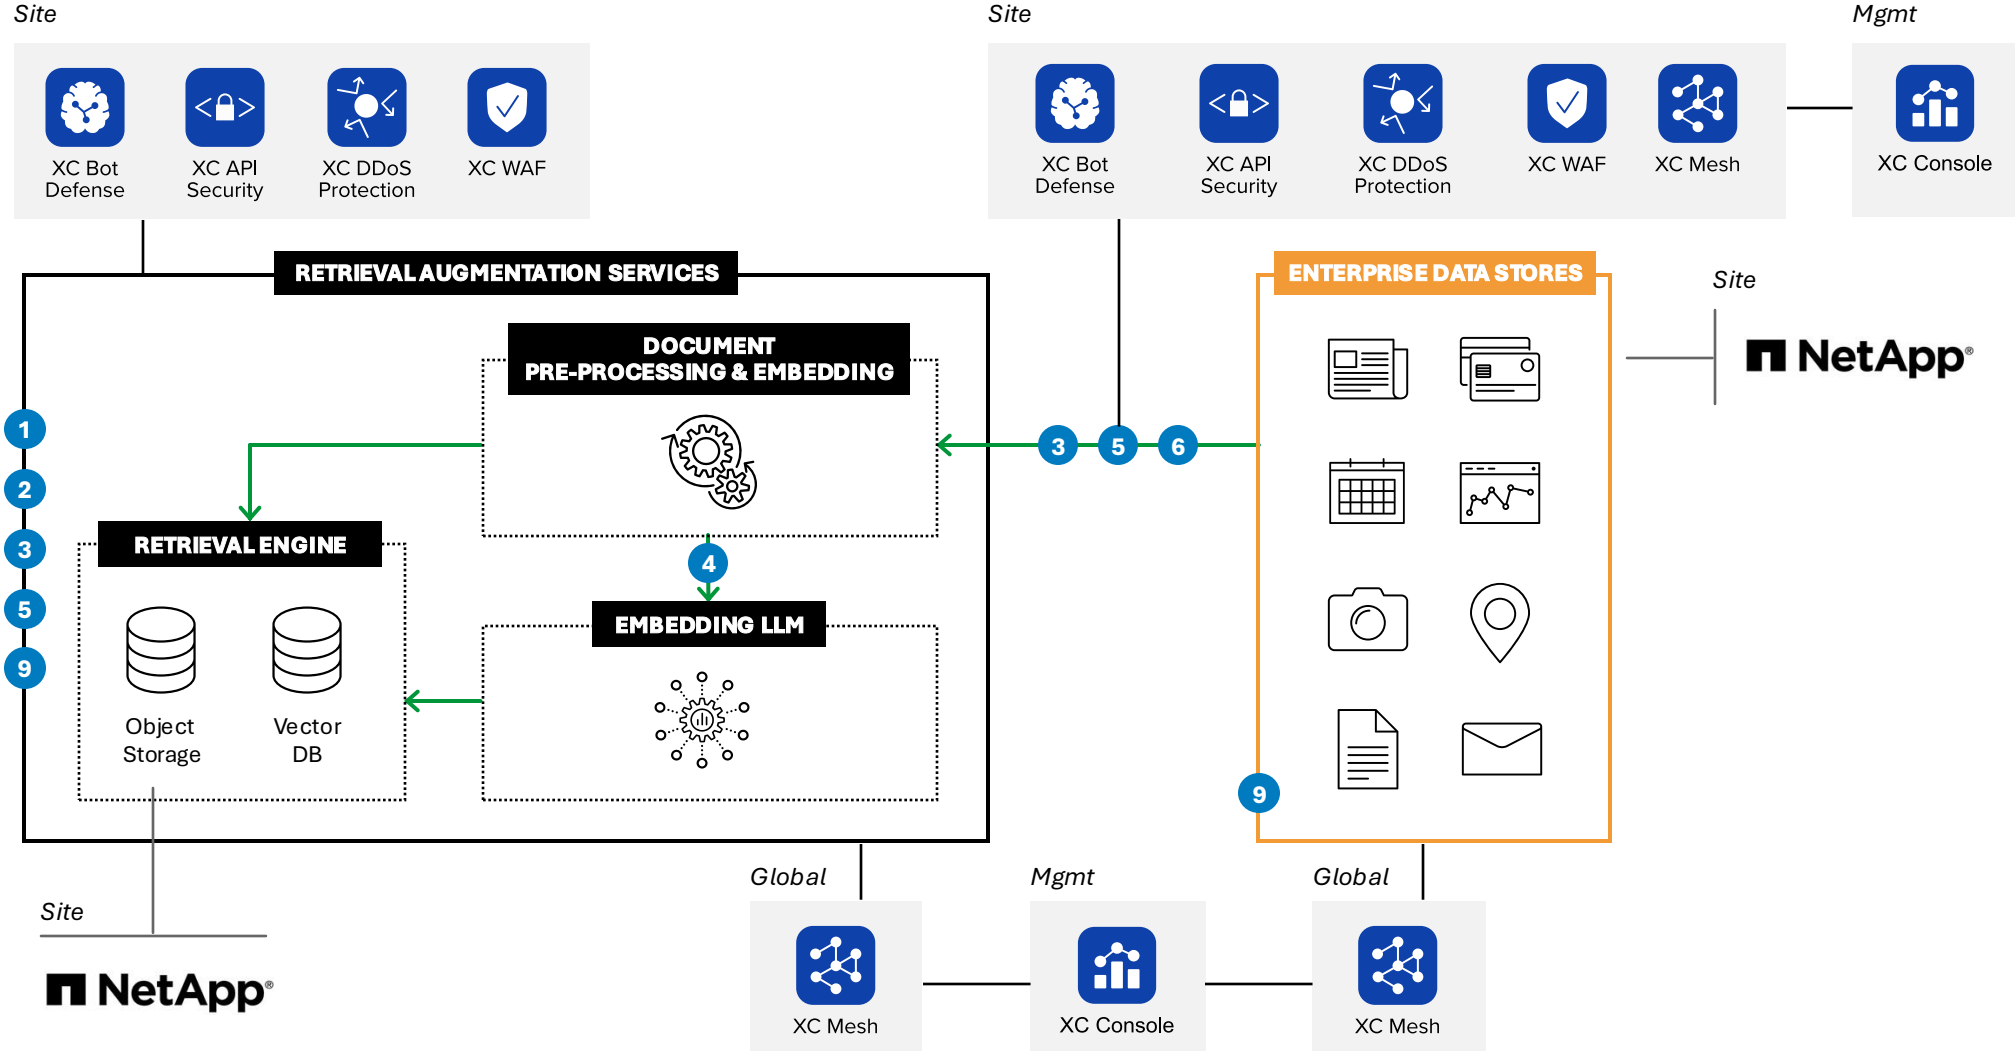 Site
XC Bot
Defense
XC API
Security
XC DDoS
Protection
XC WAF
Site
XC Bot
Defense
XC API
Security
XC DDoS
Protection
XC WAF
XC Mesh
Mgmt
XC Console
RETRIEVAL AUGMENTATION SERVICES
DOCUMENT
PRE-PROCESSING & EMBEDDING
1
2
3
5
9
RETRIEVAL ENGINE
Object
Storage
Vector
DB
4
EMBEDDING LLM
3
5
6
ENTERPRISE DATA STORES
9
Site
NetApp®
Site
NetApp®
Global
XC Mesh
Mgmt
XC Console
Global
XC Mesh